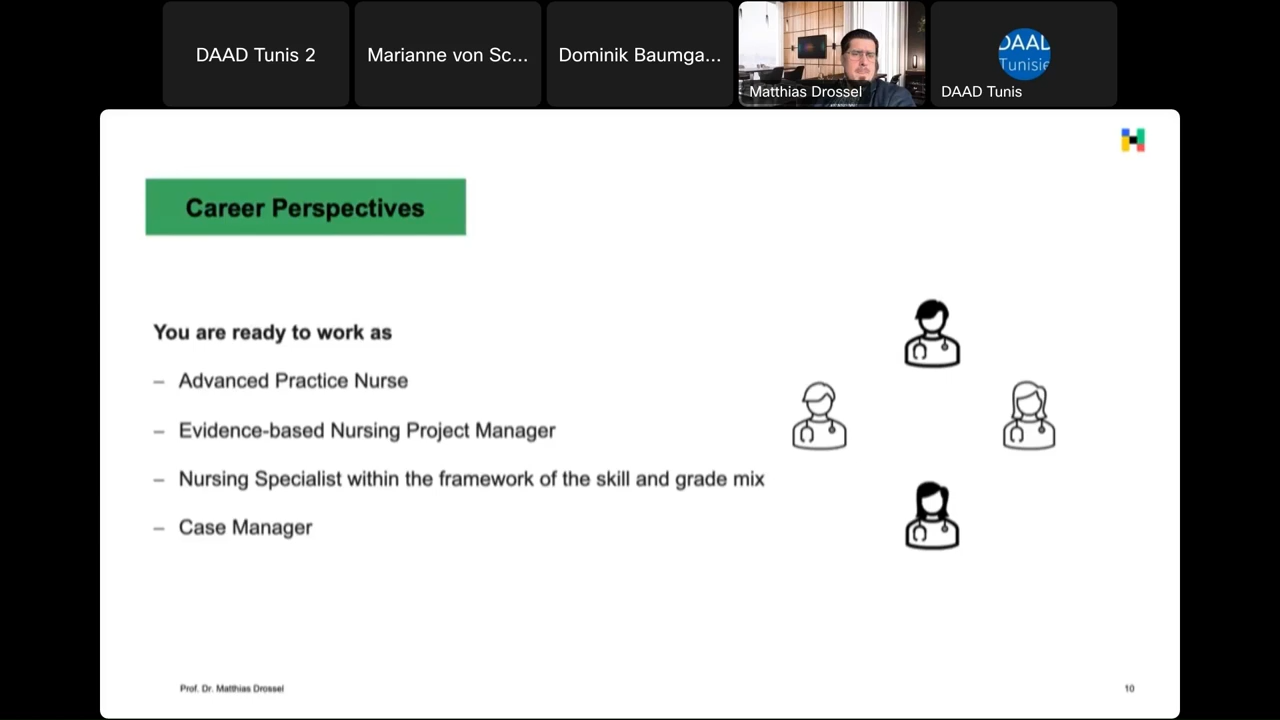 DAAD Tunis 2
Marianne von Sc...
Dominik Baumga...
Matthias Drossel
DAAD
Tunisie
DAAD Tunis
Career Perspectives
You are ready to work as
– Advanced Practice Nurse
– Evidence-based Nursing Project Manager
– Nursing Specialist within the framework of the skill and grade mix
– Case Manager
Prof. Dr. Matthias Drossel
10